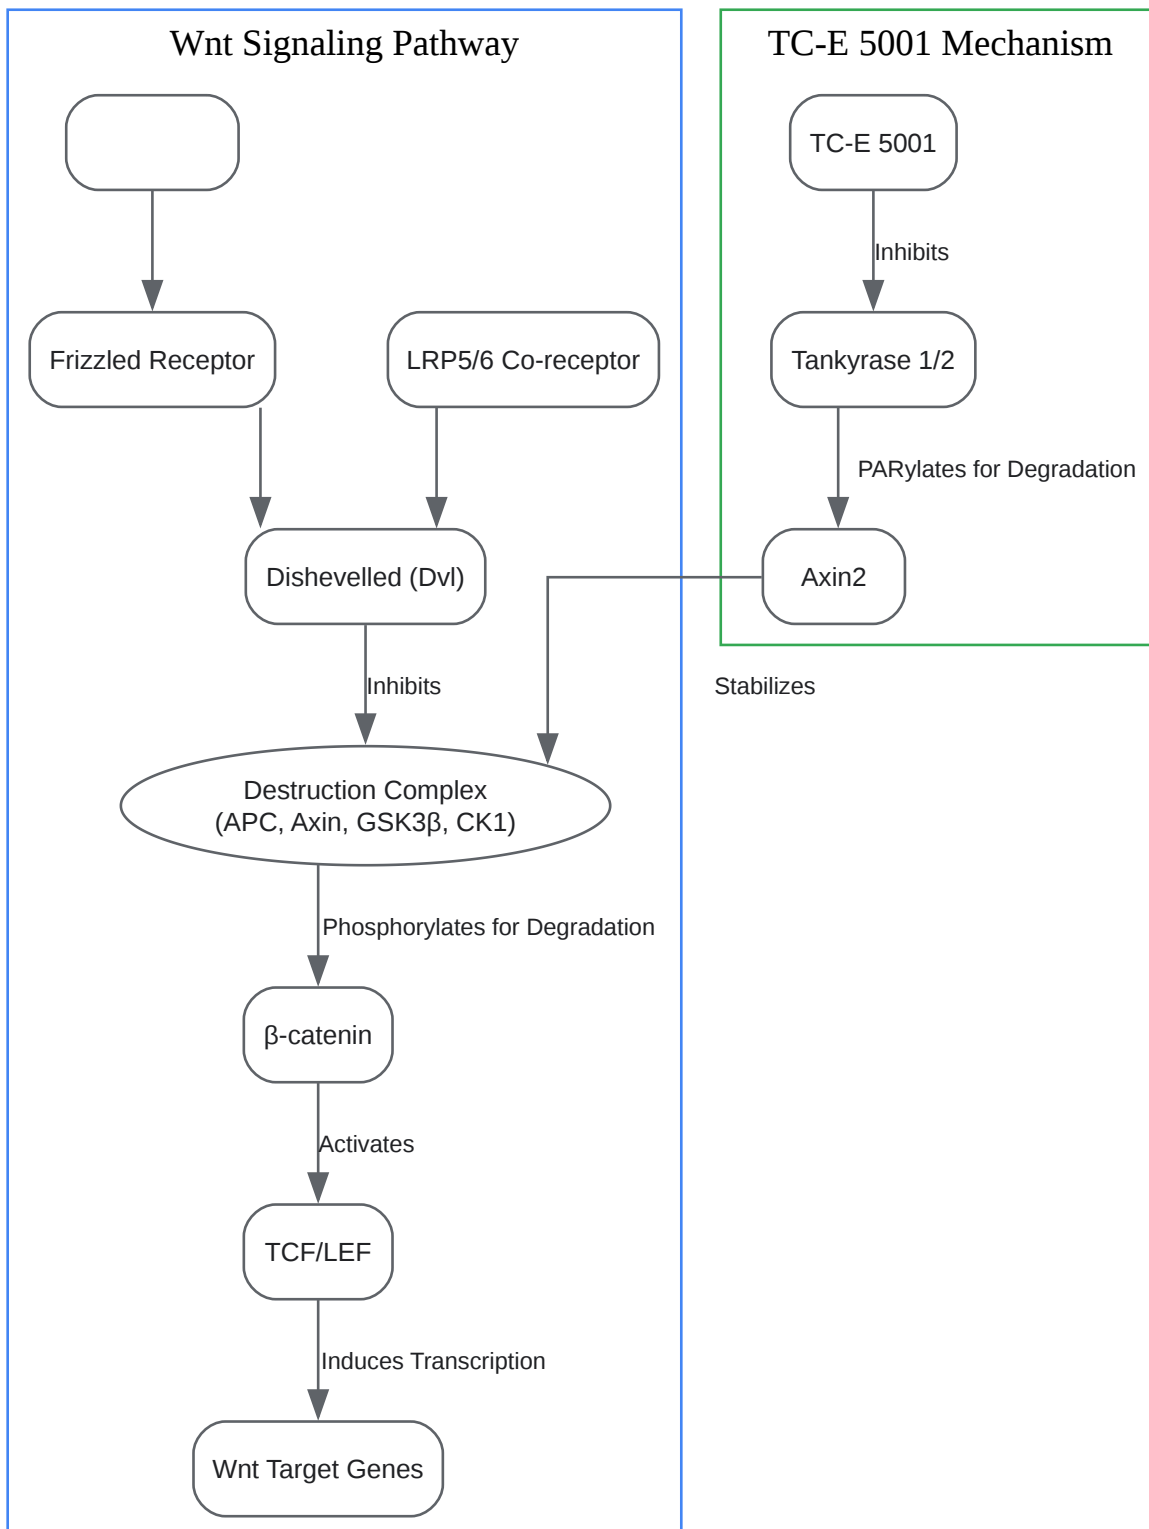 Wnt Signaling Pathway
TC-E 5001 Mechanism
TC-E 5001
Inhibits
Frizzled Receptor
LRP5/6 Co-receptor
Tankyrase 1/2
PARylates for Degradation
Dishevelled (Dvl)
Axin2
Inhibits
Stabilizes
Destruction Complex
(APC, Axin, GSK3β, CK1)
Phosphorylates for Degradation
β-catenin
Activates
TCF/LEF
Induces Transcription
Wnt Target Genes